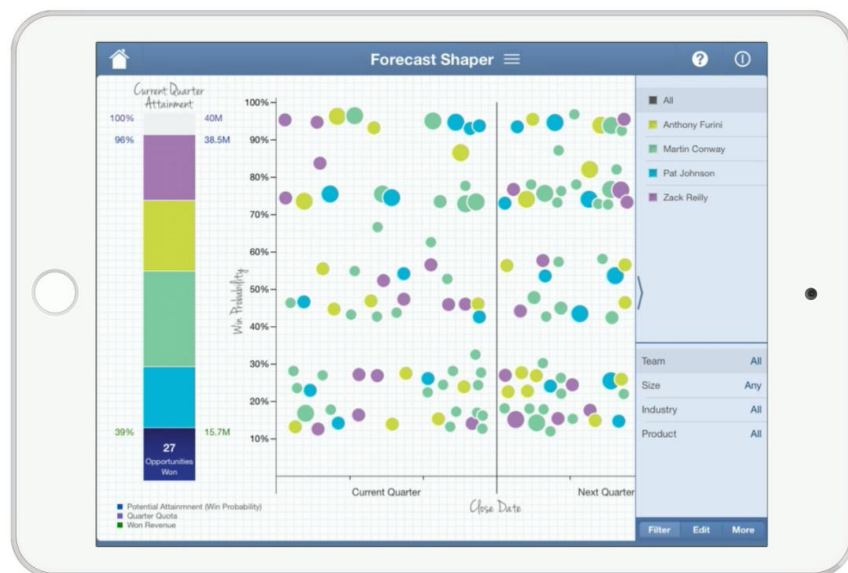 Forecast Shaper
?
Current Quarter
Attainment
100% 40M
96% 38.5M
39% 15.7M
27
Opportunities
Won
Potential Attainmnent (Win Probability)
Quarter Quota
Won Revenue
Win Probability
100%
90%
80%
70%
60%
50%
40%
30%
20%
10%
Current Quarter
Next Quarter
Close Date
All
Anthony Furini
Martin Conway
Pat Johnson
Zack Reilly
Team All
Size Any
Industry All
Product All
Filter Edit More